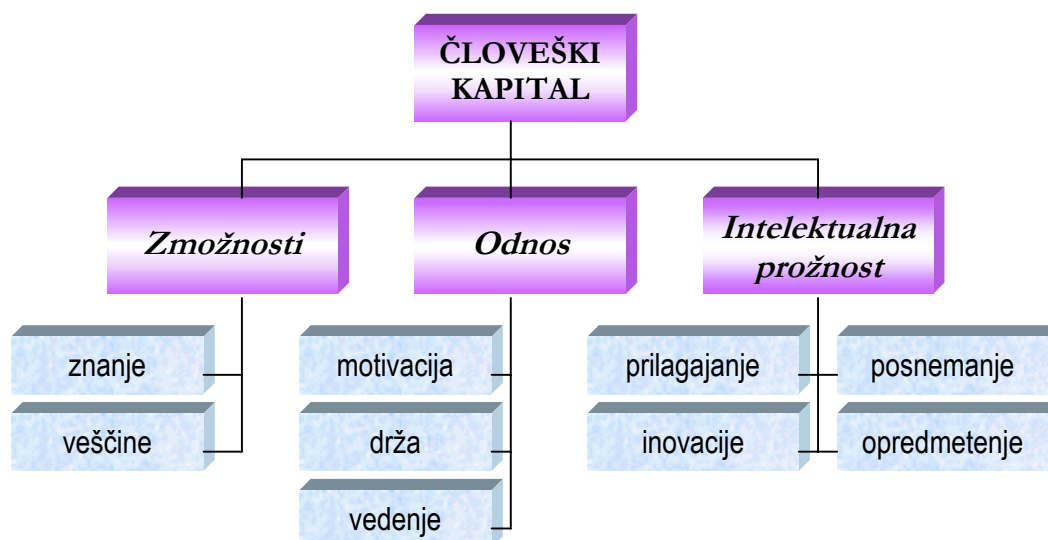 ČLOVEŠKI
KAPITAL
Zmožnosti
Odnos
Intelektualna
prožnost
znanje
veščine
motivacija
drža
vedenje
prilagajanje
posnemanje
inovacije
opredmetenje